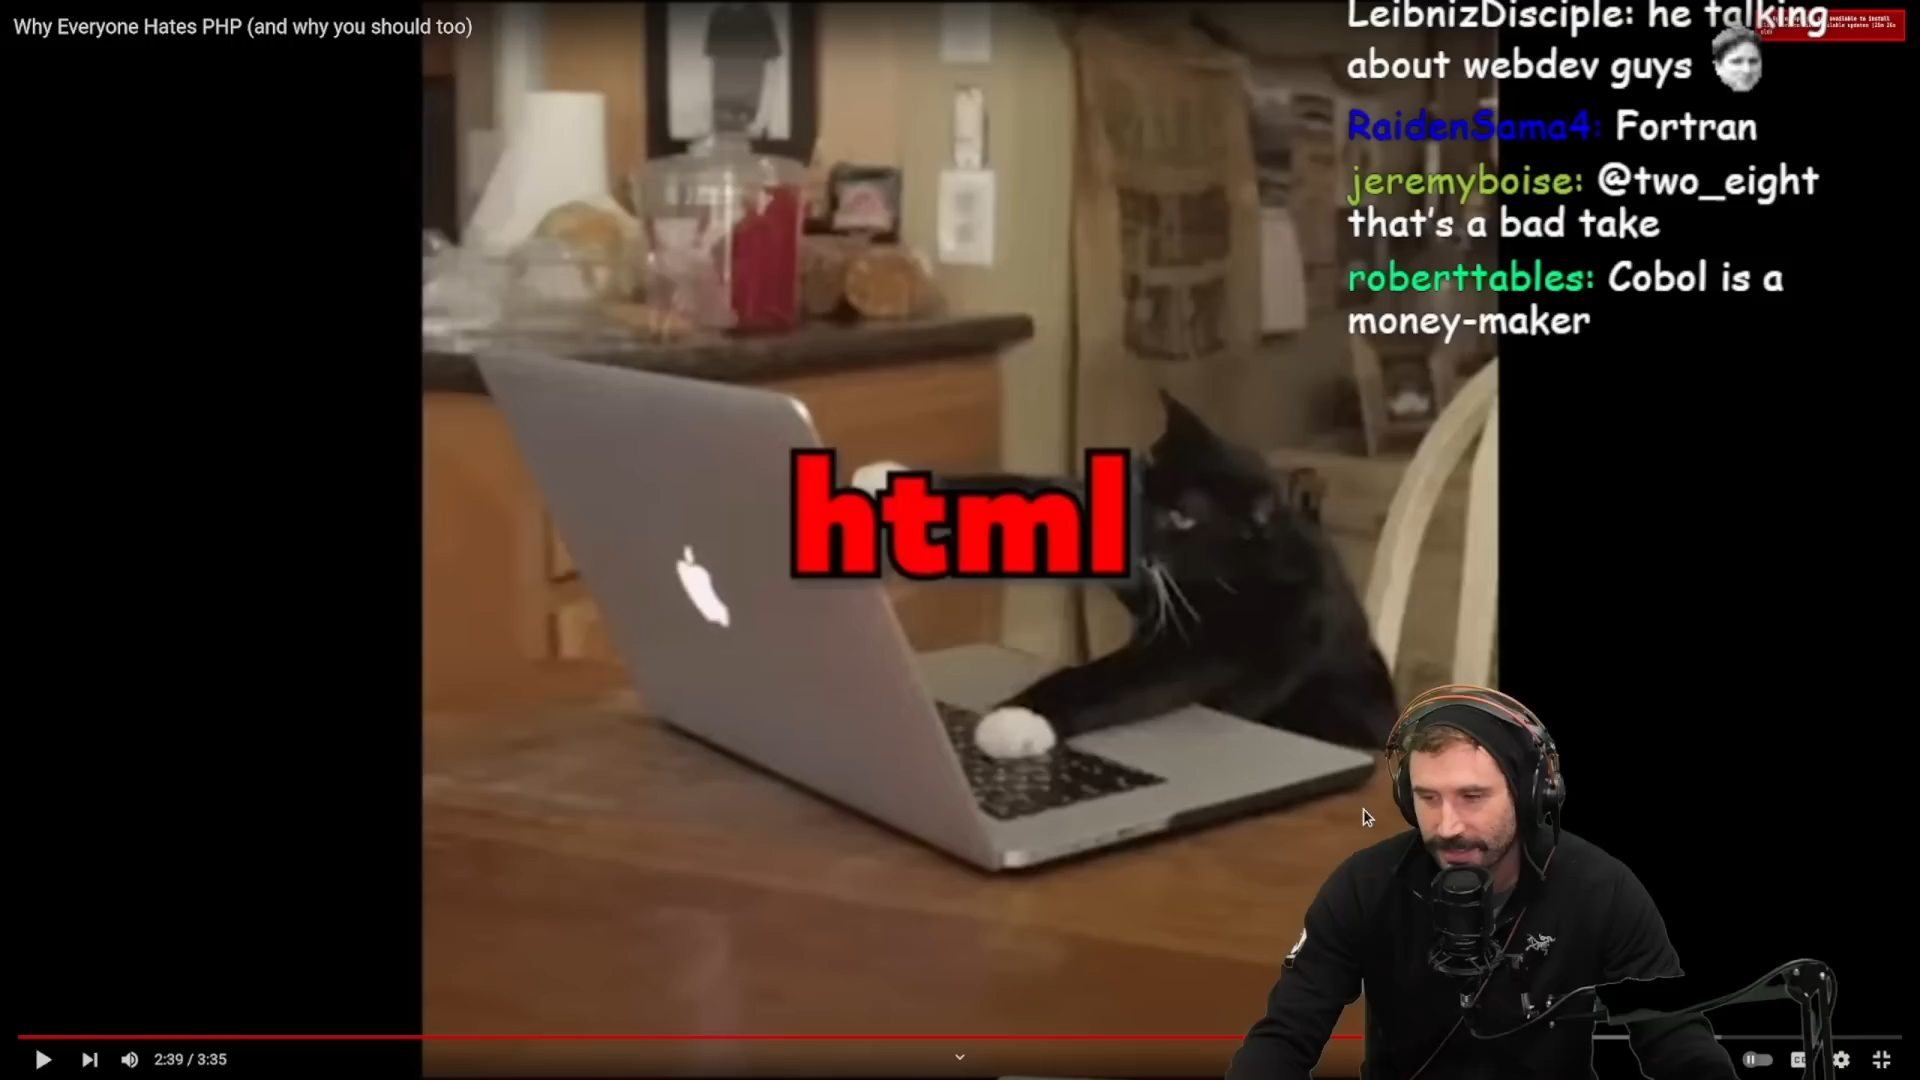 Why Everyone Hates PHP (and why you should too)
LeibnizDisciple: he talking
about webdev guys
RaidenSama4: Fortran
jeremyboise: @two_eight
that's a bad take
roberttables: Cobol is a
money-maker
html
2:39 / 3:35